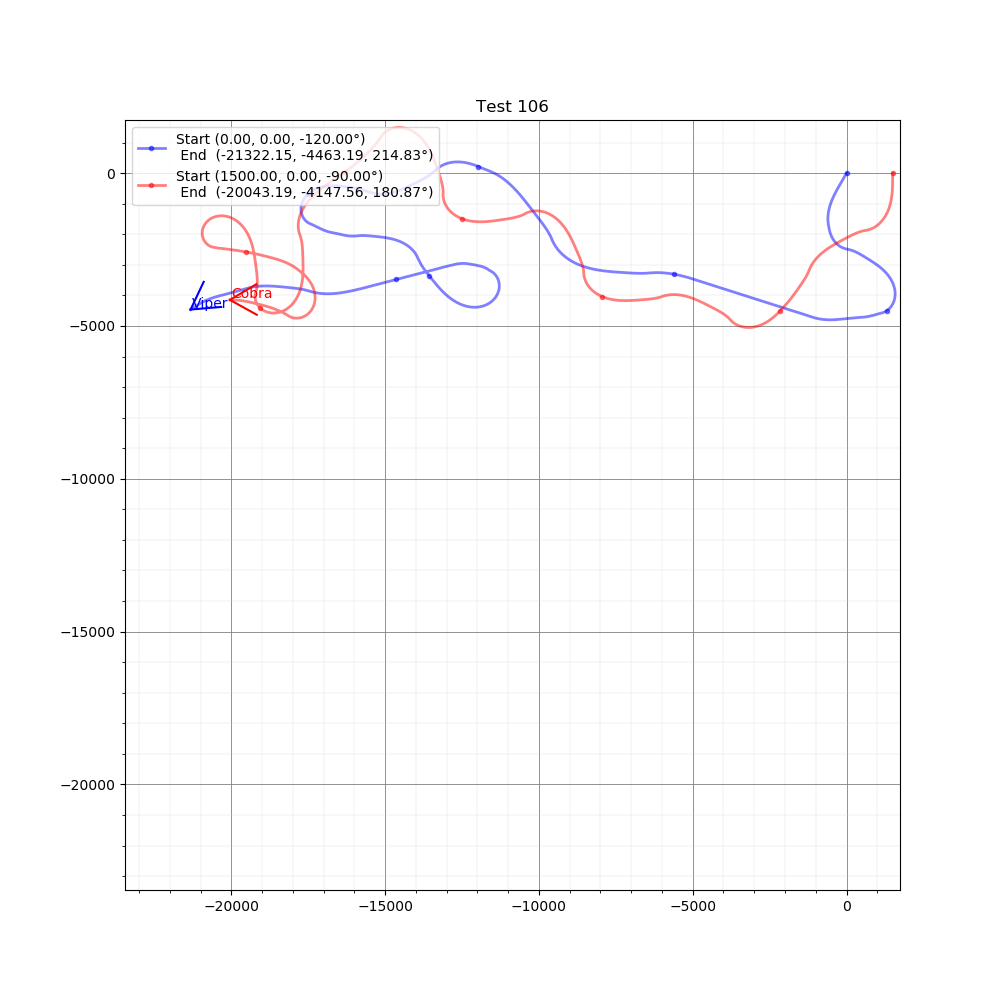 Test 106
Start (0.00, 0.00, -120.00°)
End  (-21322.15, -4463.19, 214.83°)
Start (1500.00, 0.00, -90.00°)
End  (-20043.19, -4147.56, 180.87°)
0
−5000
−10000
−15000
−20000
Cobra
Viper
−20000
−15000
−10000
−5000
0